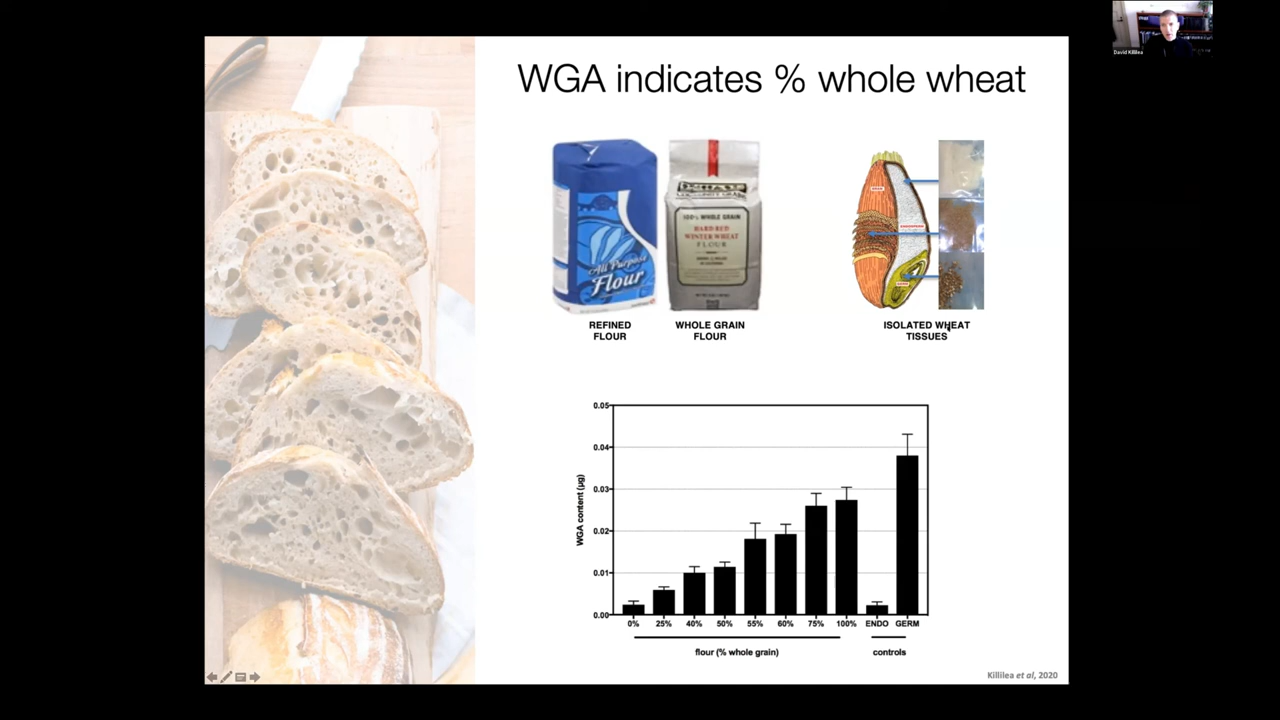 David Killilea
WGA indicates % whole wheat
100% WHOLE GRAIN
HARD RED
WINTER WHEAT
FLOUR
All Purpose
Flour
REFINED
FLOUR
WHOLE GRAIN
FLOUR
ISOLATED WHEAT
TISSUES
WGA content (µg)
0.05
0.04
0.03
0.02
0.01
0.00
0% 25% 40% 50% 55% 60% 75% 100% ENDO GERM
flour (% whole grain) controls
Killilea et al, 2020